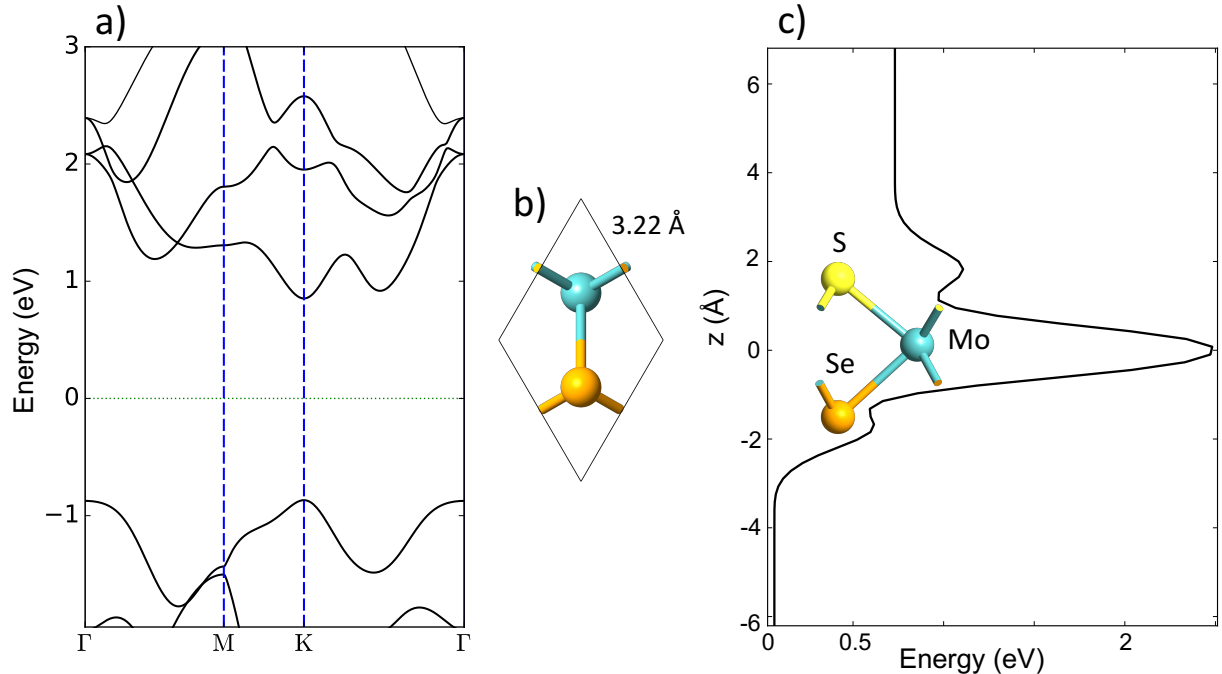 a)
3
2
1
0
−1
Energy (eV)
Γ
M
K
Γ
b)
3.22 Å
c)
6
4
2
0
-2
-4
-6
z (Å)
S
Mo
Se
0
0.5
2
Energy (eV)